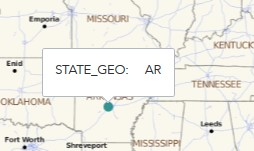 Emporia
MISSOURI
KENTUCK
Enid
STATE_GEO: AR
TENNESSEE
OKLAHOMA
Leeds
Fort Worth
Shreveport
MISSISSIPPI